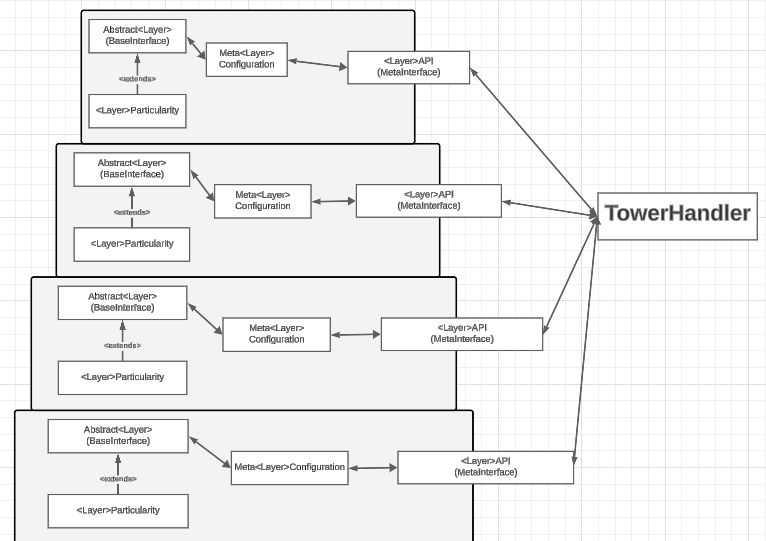 Abstract<Layer>
(BaseInterface)
Meta<Layer>
Configuration
<Layer>API
(MetaInterface)
<extends>
<Layer>Particularity
Abstract<Layer>
(BaseInterface)
Meta<Layer>
Configuration
<Layer>API
(MetaInterface)
TowerHandler
<extends>
<Layer>Particularity
Abstract<Layer>
(BaseInterface)
Meta<Layer>
Configuration
<Layer>API
(MetaInterface)
<extends>
<Layer>Particularity
Abstract<Layer>
(BaseInterface)
Meta<Layer>Configuration
<Layer>API
(MetaInterface)
<extends>
<Layer>Particularity